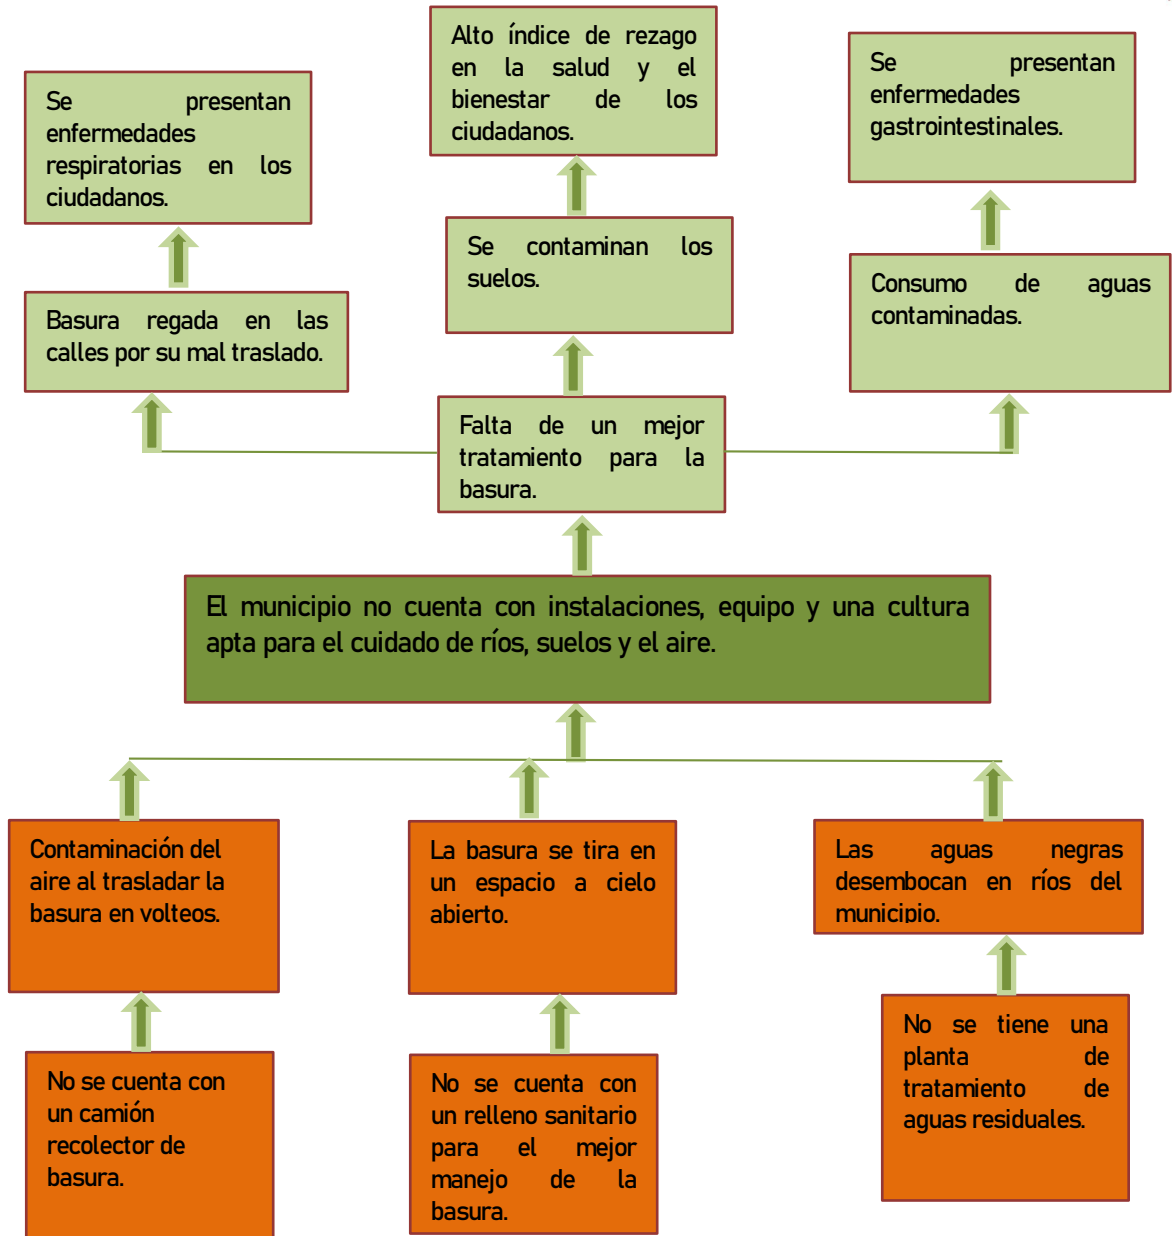 Alto índice de rezago
en la salud y el
bienestar de los
ciudadanos.
Se presentan
enfermedades
respiratorias en los
ciudadanos.
Se presentan
enfermedades
gastrointestinales.
Basura regada en las
calles por su mal traslado.
Se contaminan los
suelos.
Consumo de aguas
contaminadas.
Falta de un mejor
tratamiento para la
basura.
El municipio no cuenta con instalaciones, equipo y una cultura
apta para el cuidado de ríos, suelos y el aire.
Contaminación del
aire al trasladar la
basura en volteos.
La basura se tira en
un espacio a cielo
abierto.
Las aguas negras
desembocan en ríos del
municipio.
No se cuenta con
un camión
recolector de
basura.
No se cuenta con
un relleno sanitario
para el mejor
manejo de la
basura.
No se tiene una
planta de
tratamiento de
aguas residuales.